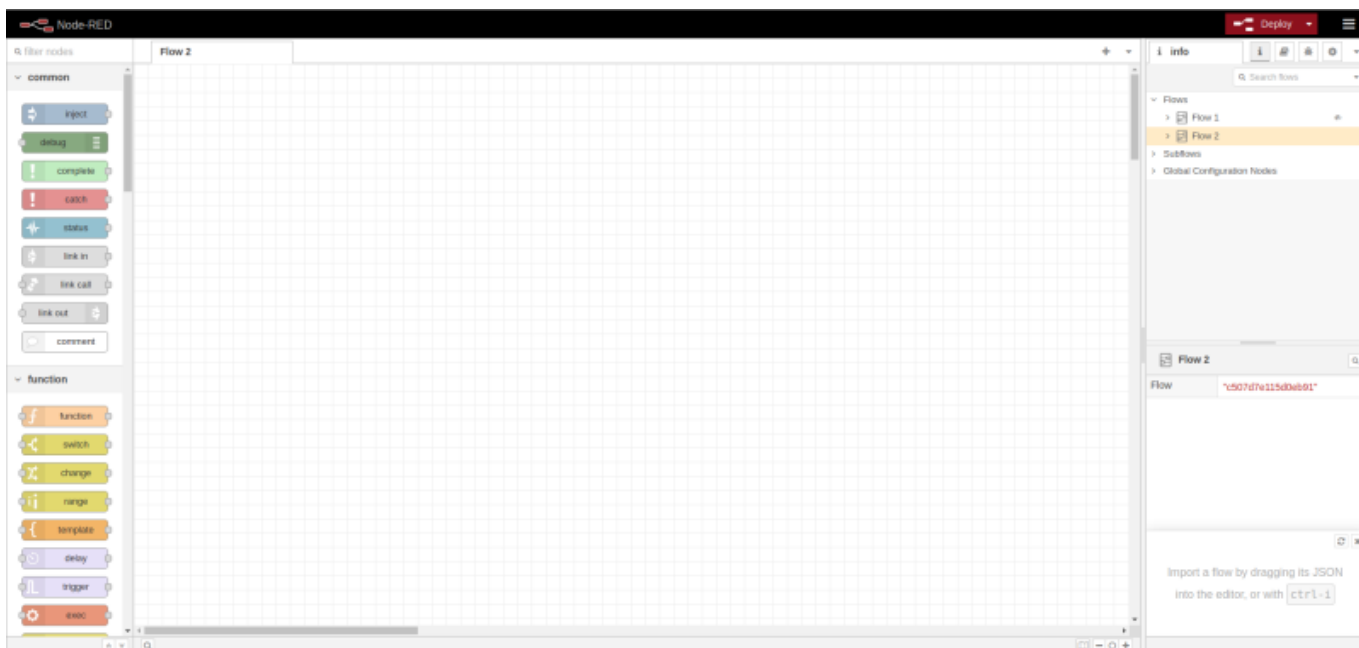 Node-RED
Deploy
filter nodes
Flow 2
info
common
Search flows
inject
Flows
Flow 1
debug
Flow 2
Subflows
complete
Global Configuration Nodes
catch
status
link in
link call
link out
comment
Flow 2
function
Flow "c507d7e115d0eb91"
function
switch
change
range
template
delay
Import a flow by dragging its JSON
trigger
into the editor, or with ctrl-i
exec